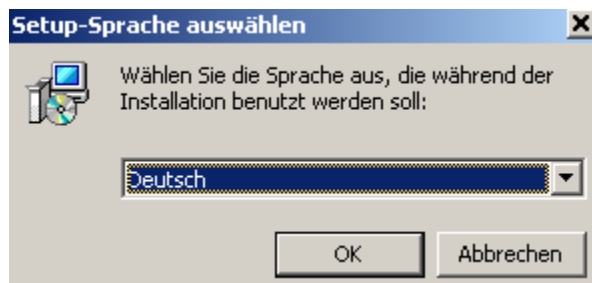 Setup-Sprache auswählen
Wählen Sie die Sprache aus, die während der
Installation benutzt werden soll:
Deutsch
OK
Abbrechen